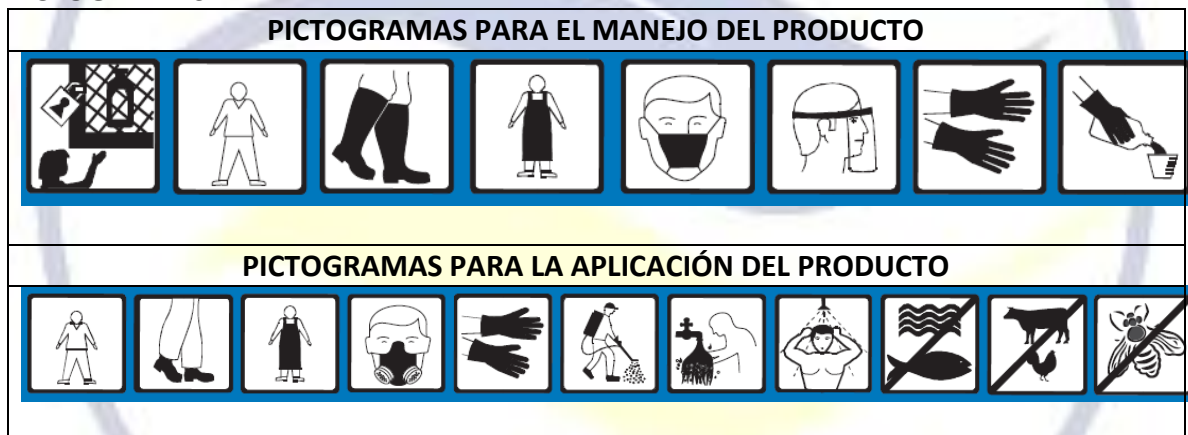 PICTOGRAMAS PARA EL MANEJO DEL PRODUCTO
PICTOGRAMAS PARA LA APLICACIÓN DEL PRODUCTO